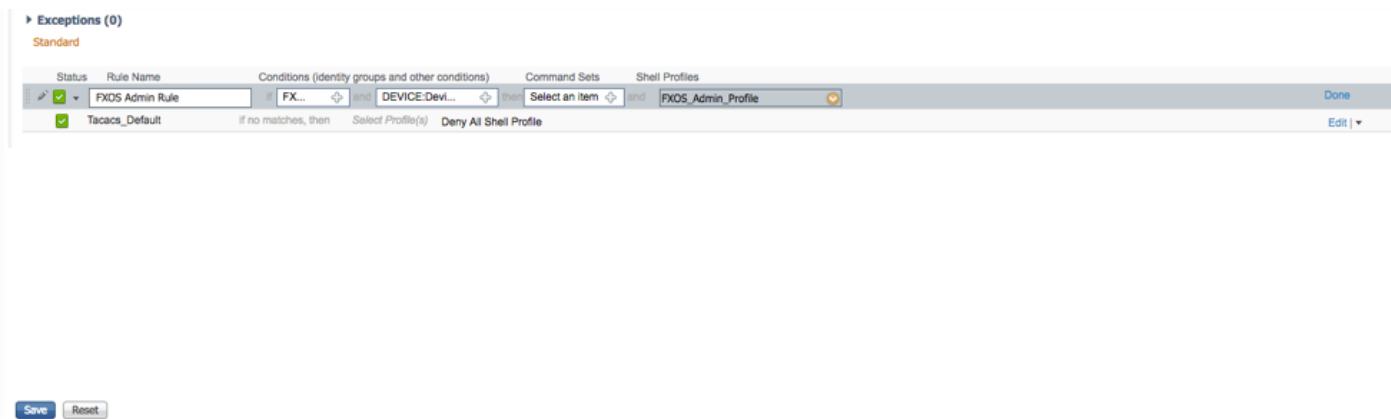 Exceptions (0)
Standard
Status Rule Name Conditions (identity groups and other conditions) Command Sets Shell Profiles
FXOS Admin Rule if FX... and DEVICE:Devi... then Select an item and FXOS_Admin_Profile Done
Tacacs_Default if no matches, then Select Profile(s) Deny All Shell Profile Edit |
Save Reset